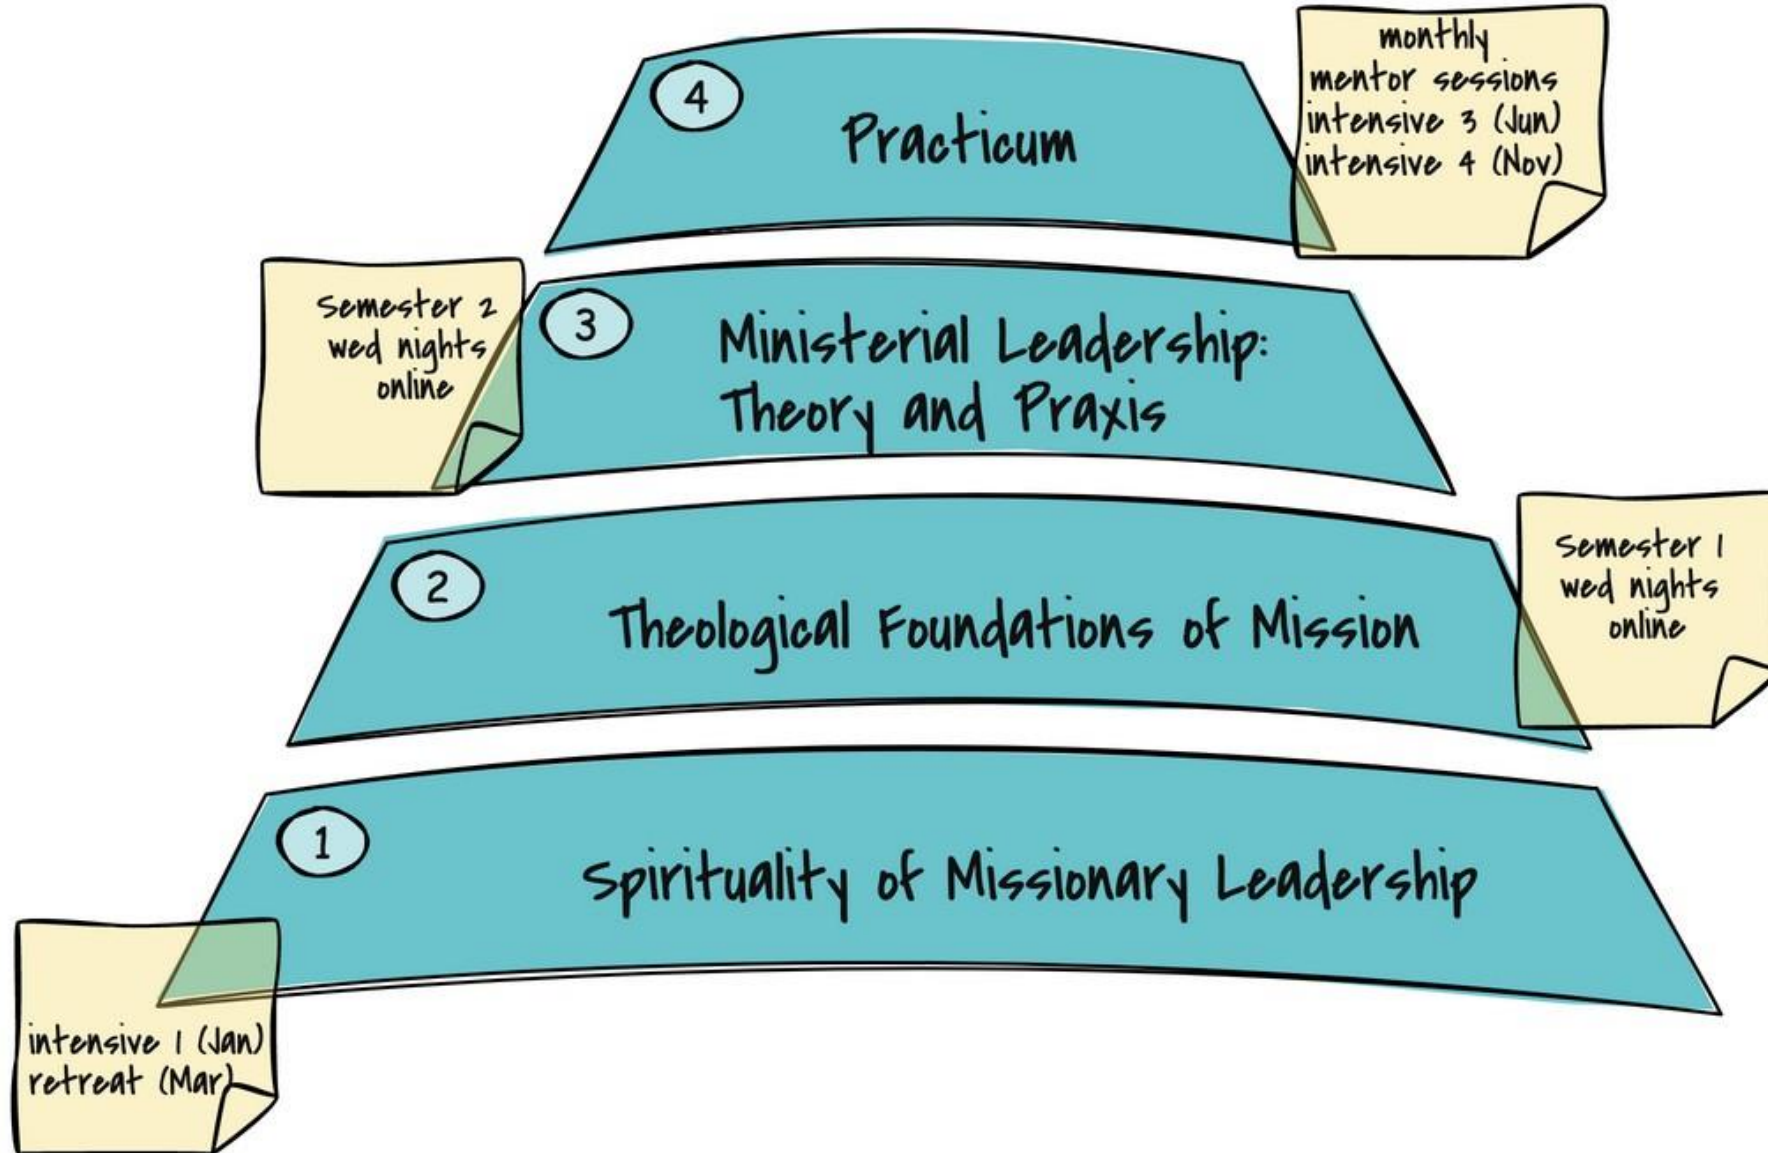 monthly
mentor sessions
intensive 3 (Jun)
intensive 4 (Nov)
4
Practicum
Semester 2
wed nights
online
3
Ministerial Leadership:
Theory and Praxis
Semester 1
wed nights
online
2
Theological Foundations of Mission
1
Spirituality of Missionary Leadership
intensive 1 (Jan)
retreat (Mar)